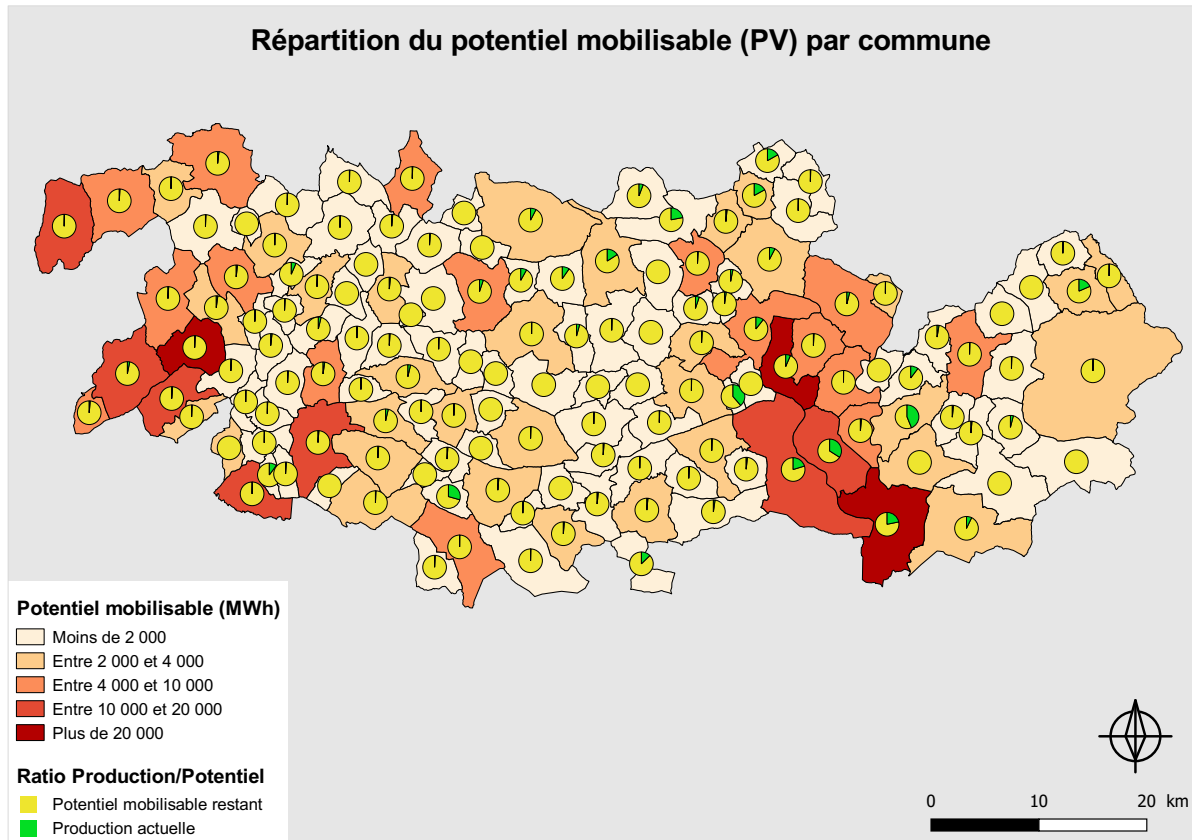 Répartition du potentiel mobilisable (PV) par commune
Potentiel mobilisable (MWh)
Moins de 2 000
Entre 2 000 et 4 000
Entre 4 000 et 10 000
Entre 10 000 et 20 000
Plus de 20 000
Ratio Production/Potentiel
Potentiel mobilisable restant
Production actuelle
0 10 20 km